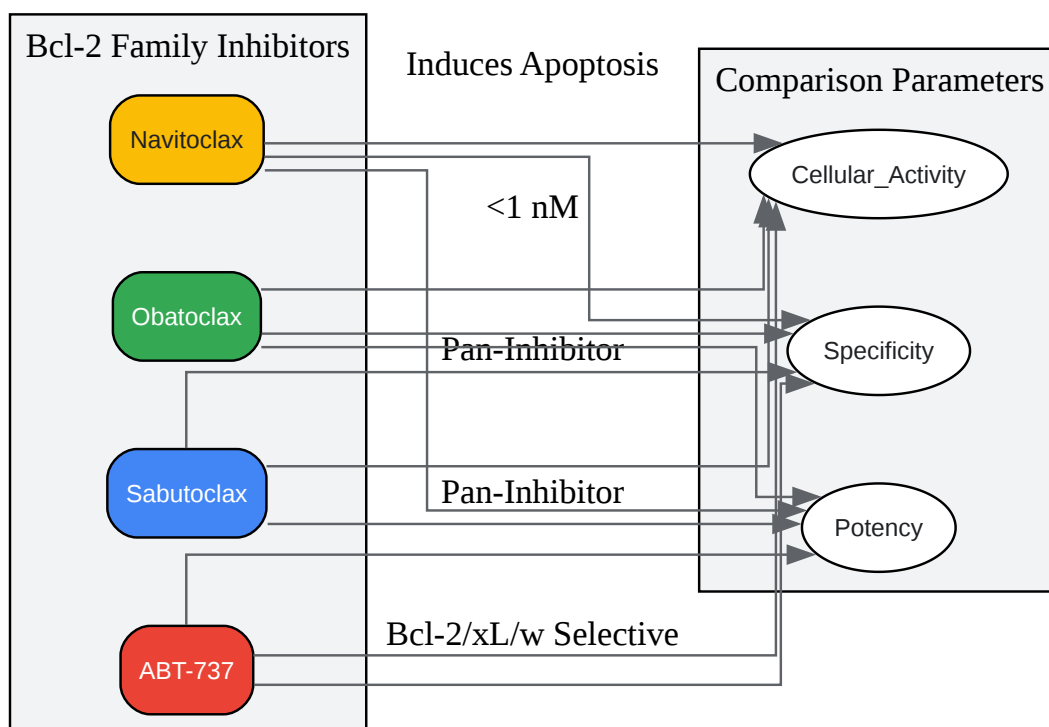 Bcl-2 Family Inhibitors
Induces Apoptosis
Comparison Parameters
Navitoclax
Cellular_Activity
<1 nM
Obatoclax
Pan-Inhibitor
Specificity
Sabutoclax
Pan-Inhibitor
Potency
Bcl-2/xL/w Selective
ABT-737